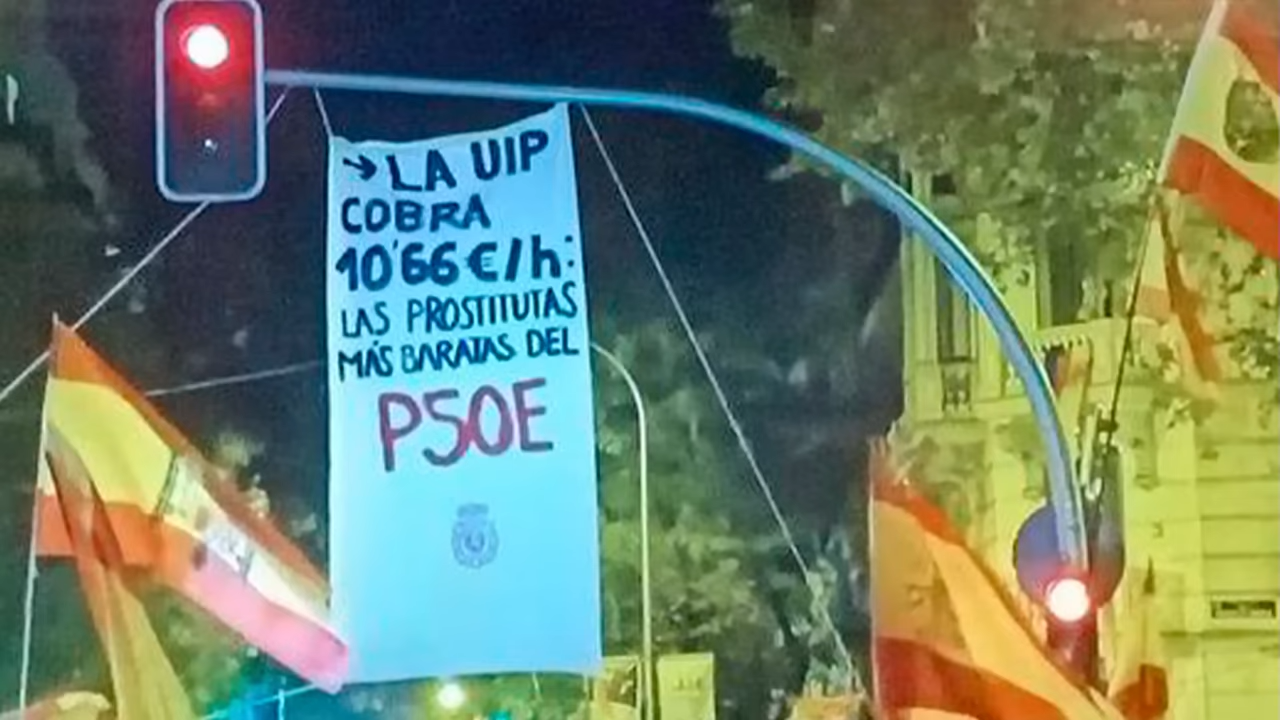 → LA UIP
COBRA
10'66€/h:
LAS PROSTITUTAS
MÁS BARATAS DEL
PSOE